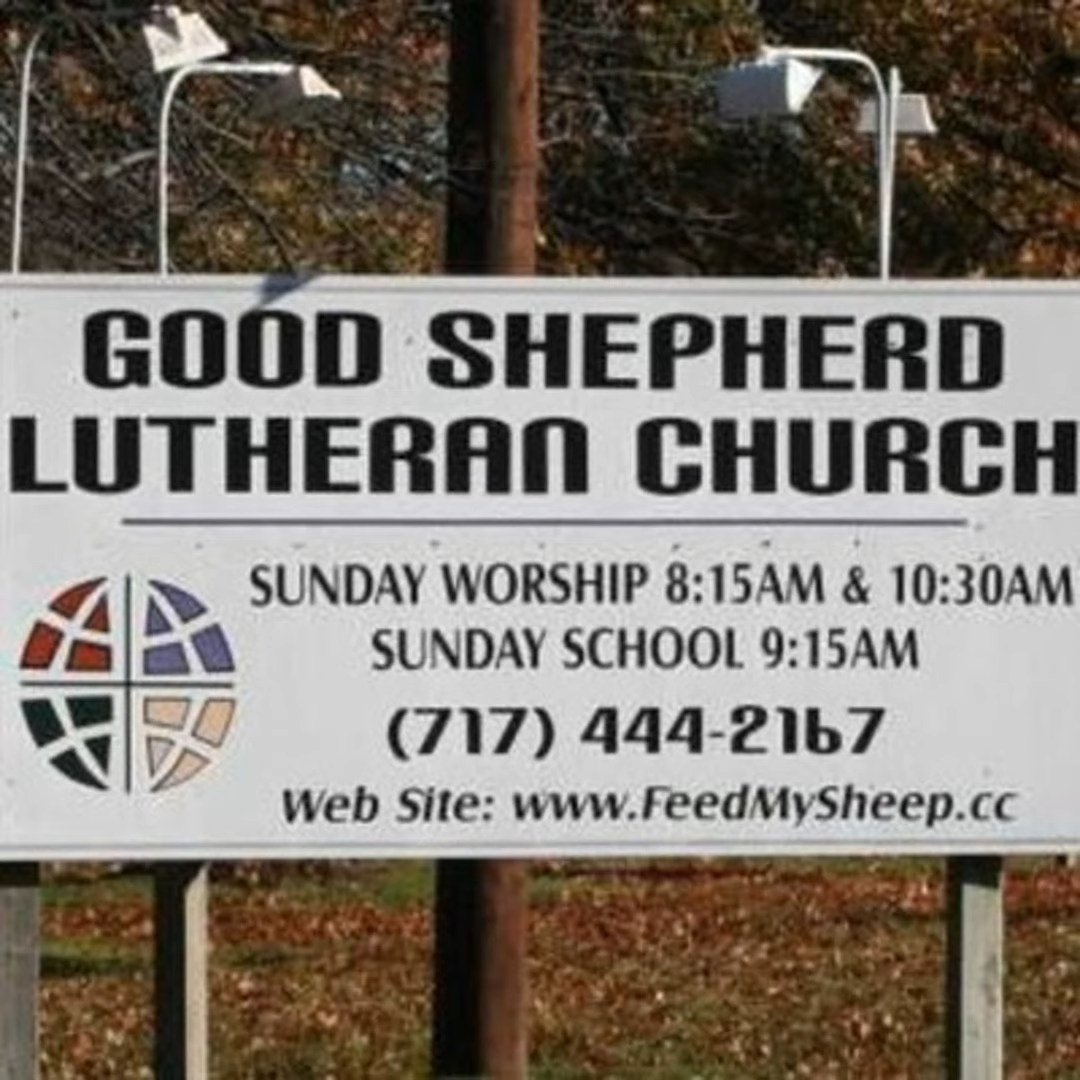 GOOD SHEPHERD
LUTHERAN CHURCH
SUNDAY WORSHIP 8:15AM & 10:30AM
SUNDAY SCHOOL 9:15AM
(717) 444-2167
Web Site: www.FeedMySheep.cc